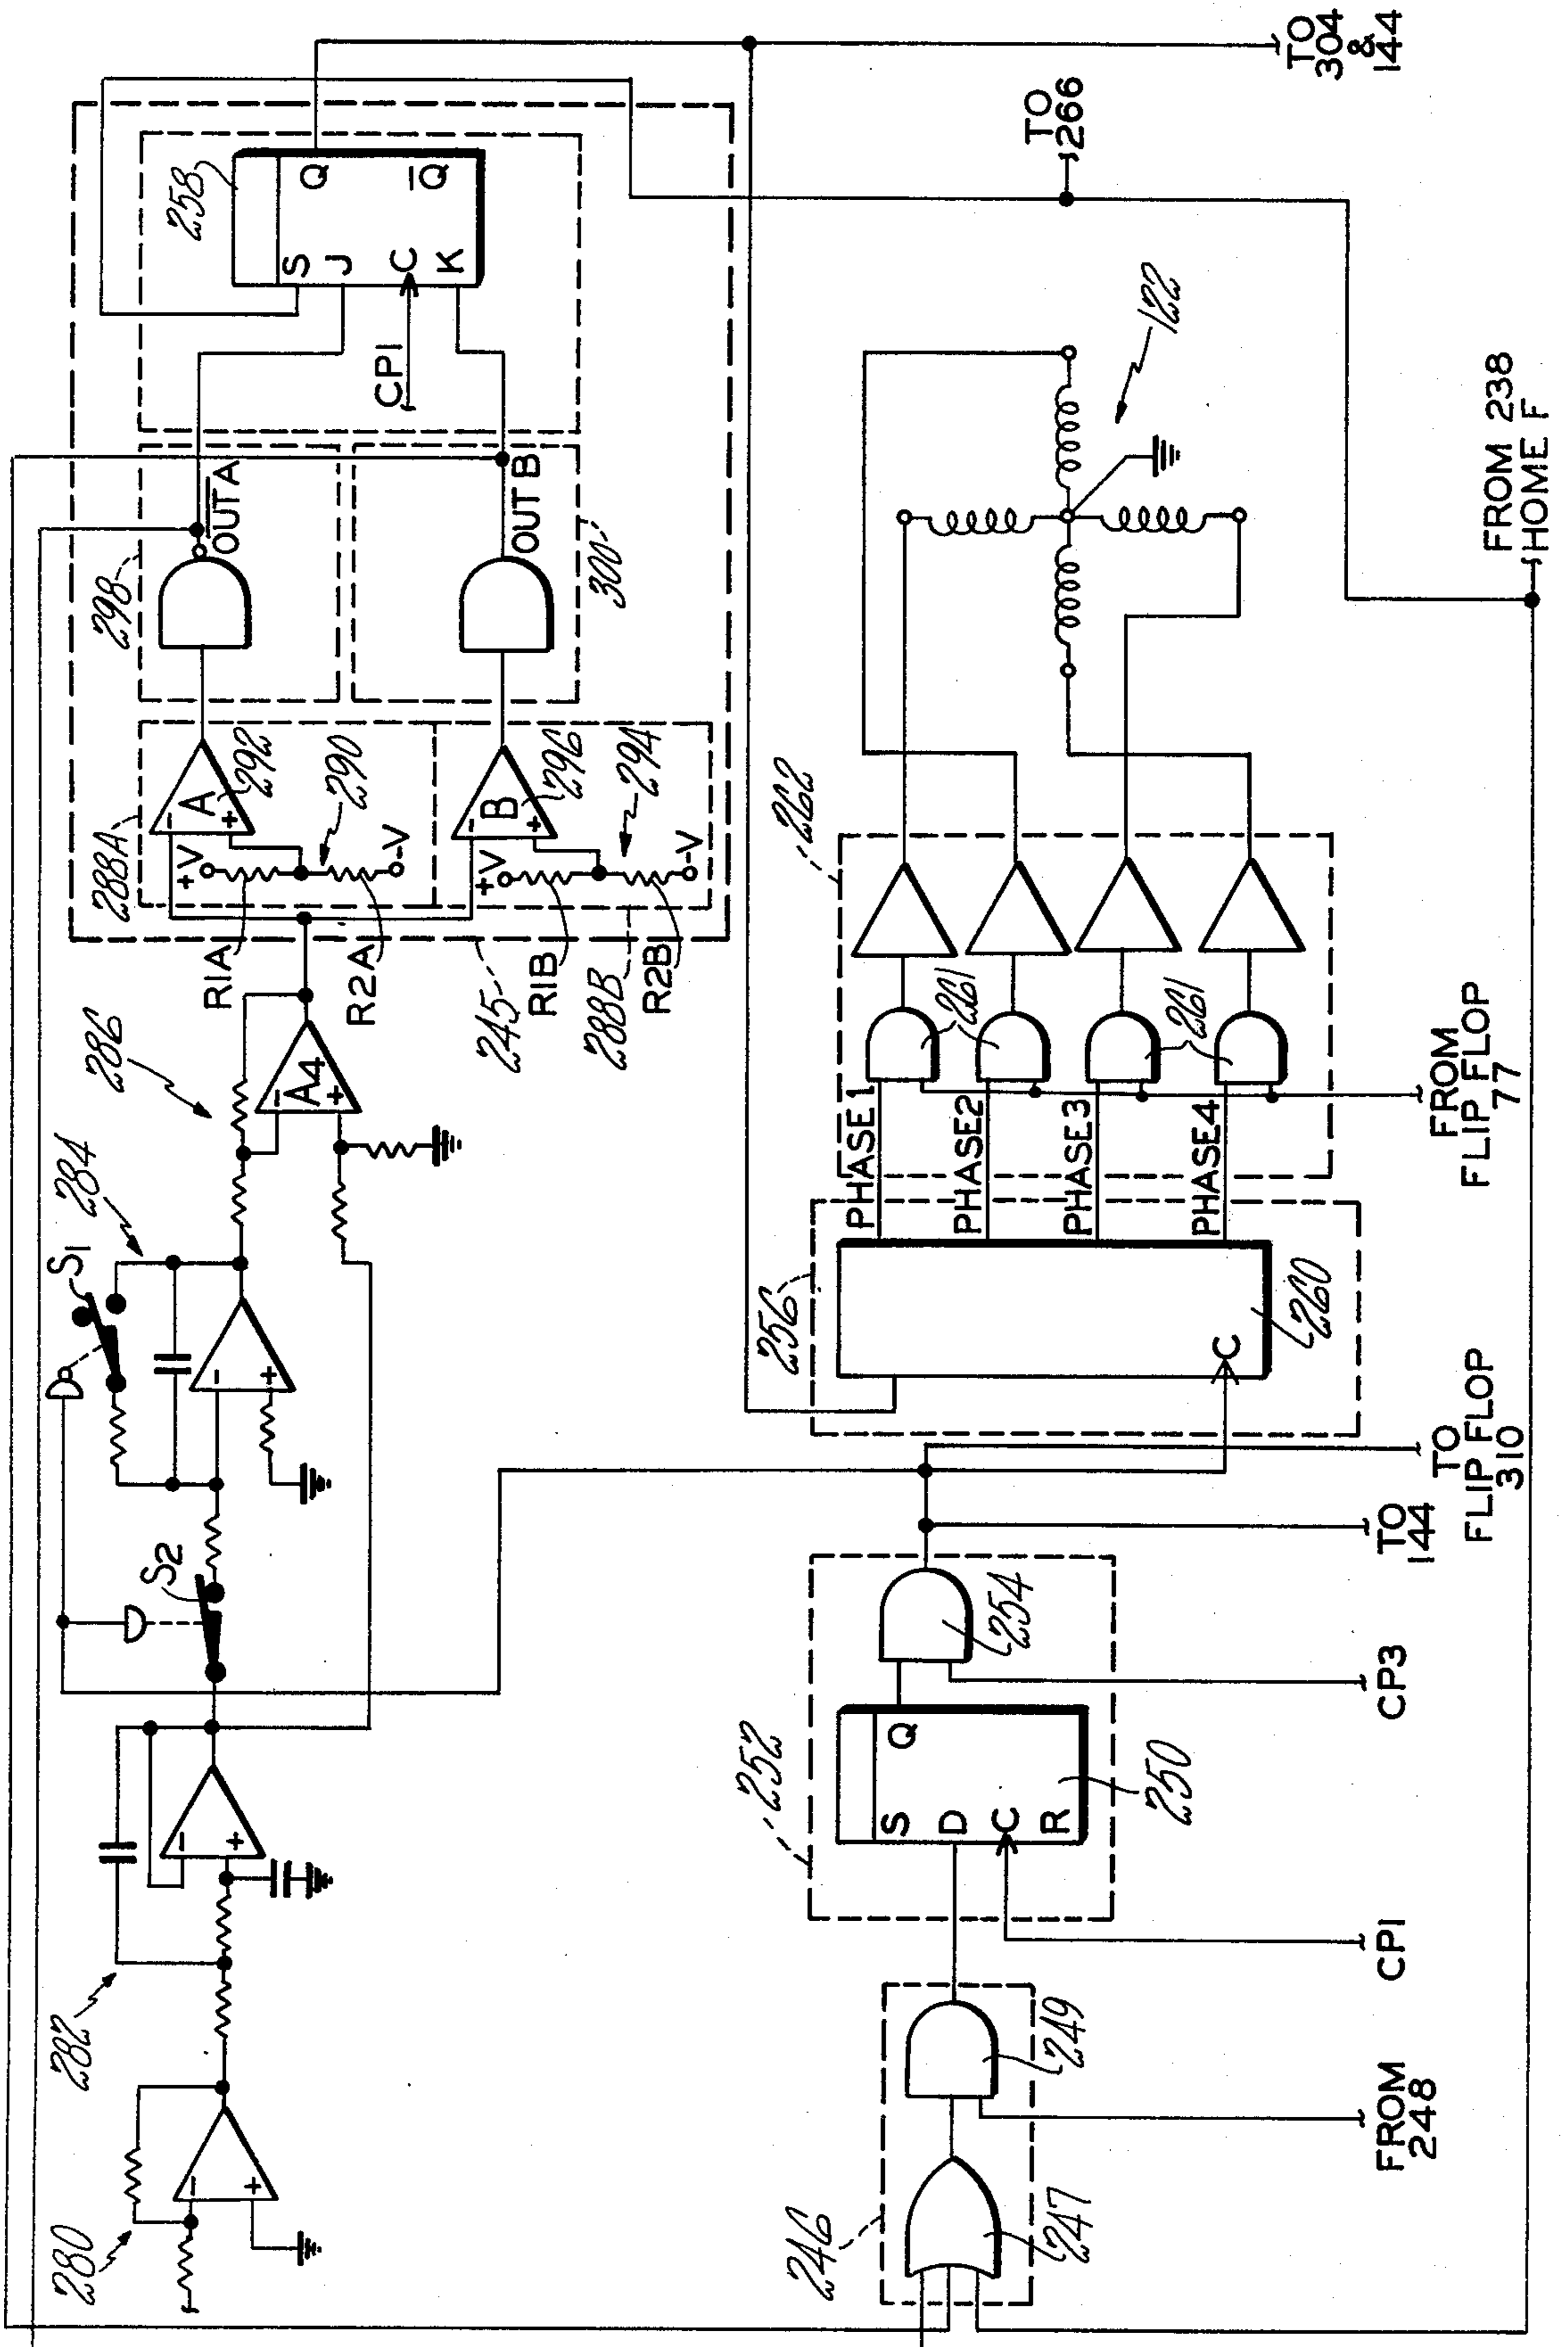 280
282
284
286
S1
S2
-
+
-
+
-
+
A4
-
+
R1A
R2A
245
R1B
288B
R2B
288A
+V
-V
A
-
+
292
290
+V
-V
B
-
+
296
294
298
OUT A
OUT B
300
258
S
J
C
K
Q
Q
CP1
TO
304
&
144
TO
266
122
262
261
261
PHASE 1
PHASE 2
PHASE 3
PHASE 4
256
C
260
FROM
FLIP FLOP
77
FROM 238
HOME F
TO
FLIP FLOP
310
TO
144
254
252
S
D
C
R
Q
250
CP3
CP1
249
246
247
FROM
248